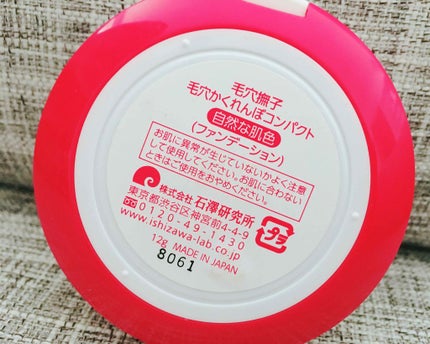 毛穴撫子
毛穴かくれんぼコンパクト
自然な肌色
(ファンデーション)
お肌に異常が生じていないかよく注意
して使用してください。お肌に合わない
ときはご使用をおやめください。
株式会社 石澤研究所
東京都渋谷区神宮前4-4-9
0120-49-1430
www.ishizawa-lab.co.jp
プラ
12g MADE IN JAPAN
8061